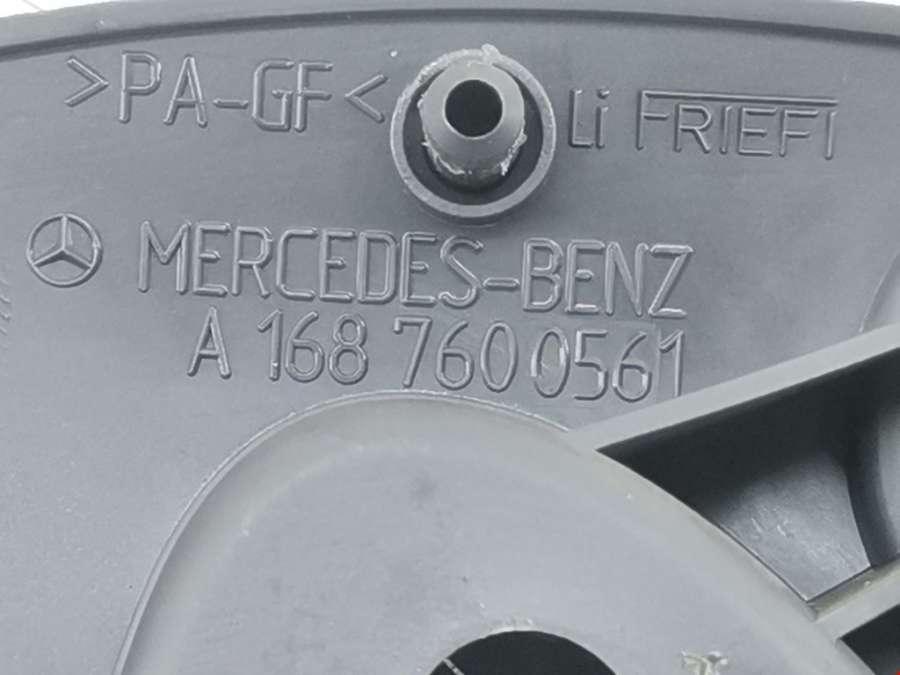 >PA-GF< Li FRIEFI
MERCEDES-BENZ
A 168 760 0561